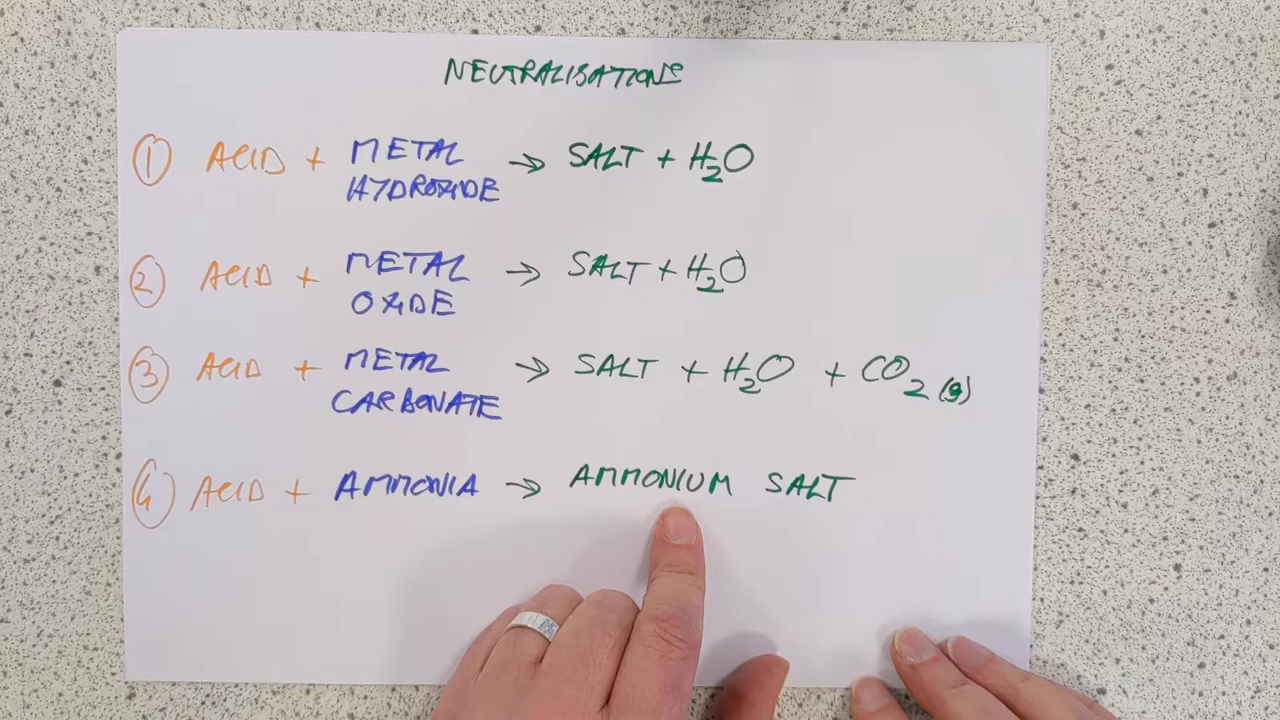 NEUTRALISATIONS
① ACID + METAL HYDROXIDE → SALT + H₂O
② ACID + METAL OXIDE → SALT + H₂O
③ ACID + METAL CARBONATE → SALT + H₂O + CO₂(g)
④ ACID + AMMONIA → AMMONIUM SALT